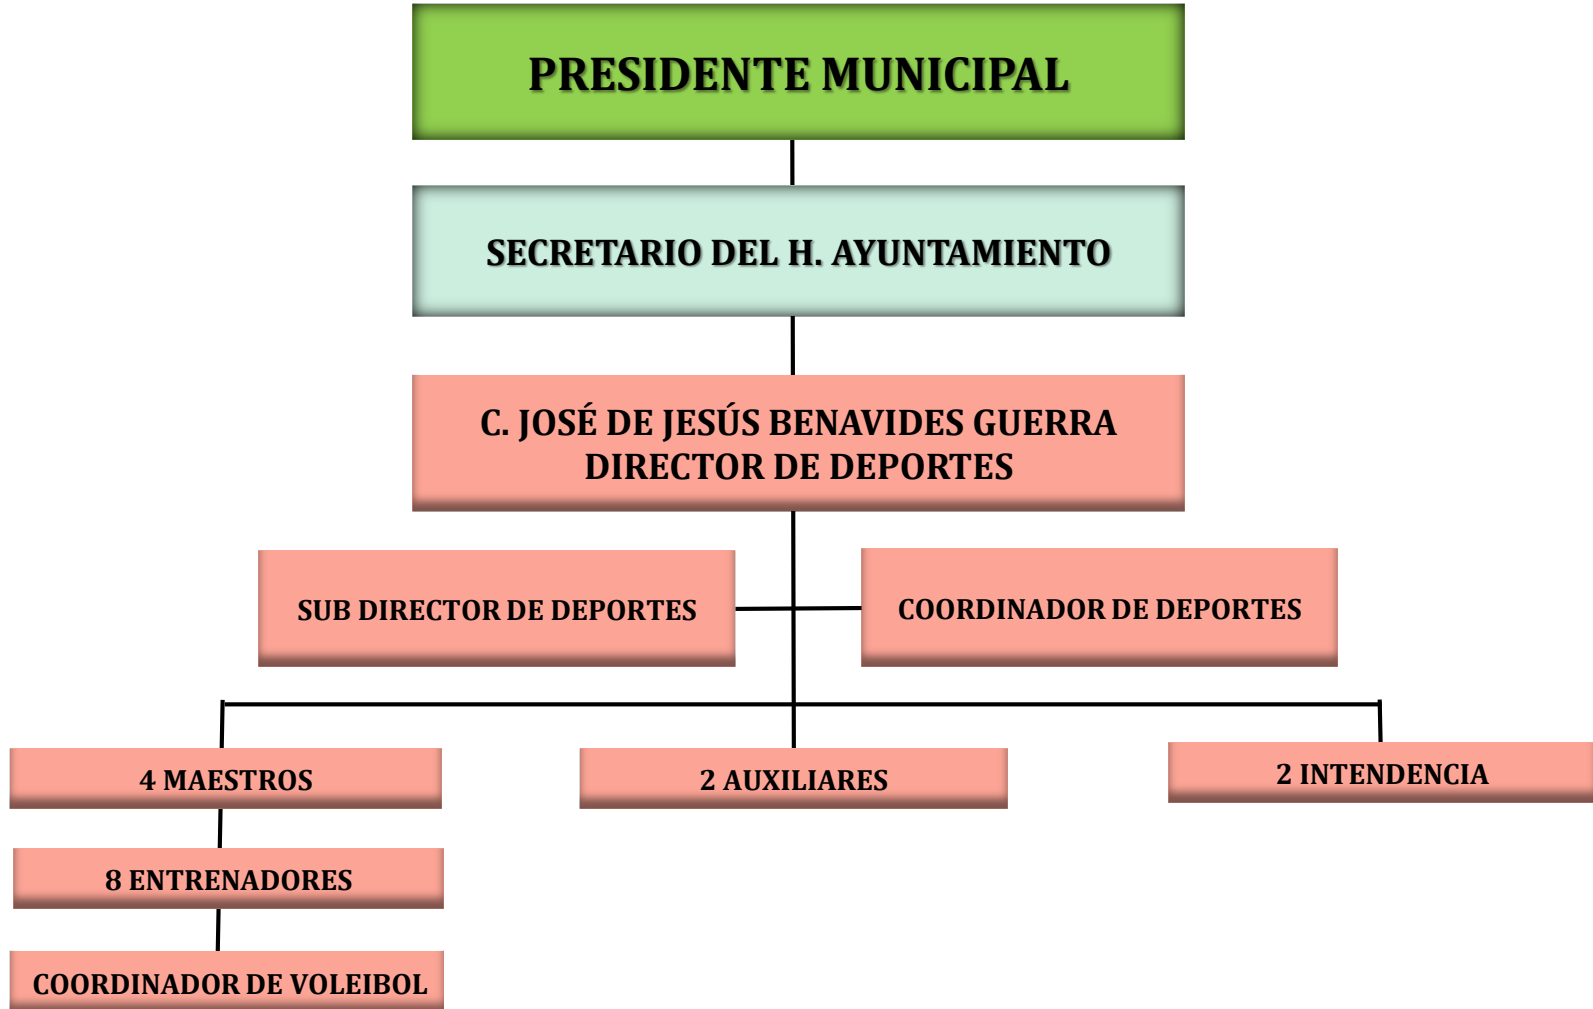 PRESIDENTE MUNICIPAL
SECRETARIO DEL H. AYUNTAMIENTO
C. JOSÉ DE JESÚS BENAVIDES GUERRA
DIRECTOR DE DEPORTES
SUB DIRECTOR DE DEPORTES
COORDINADOR DE DEPORTES
4 MAESTROS
2 AUXILIARES
2 INTENDENCIA
8 ENTRENADORES
COORDINADOR DE VOLEIBOL